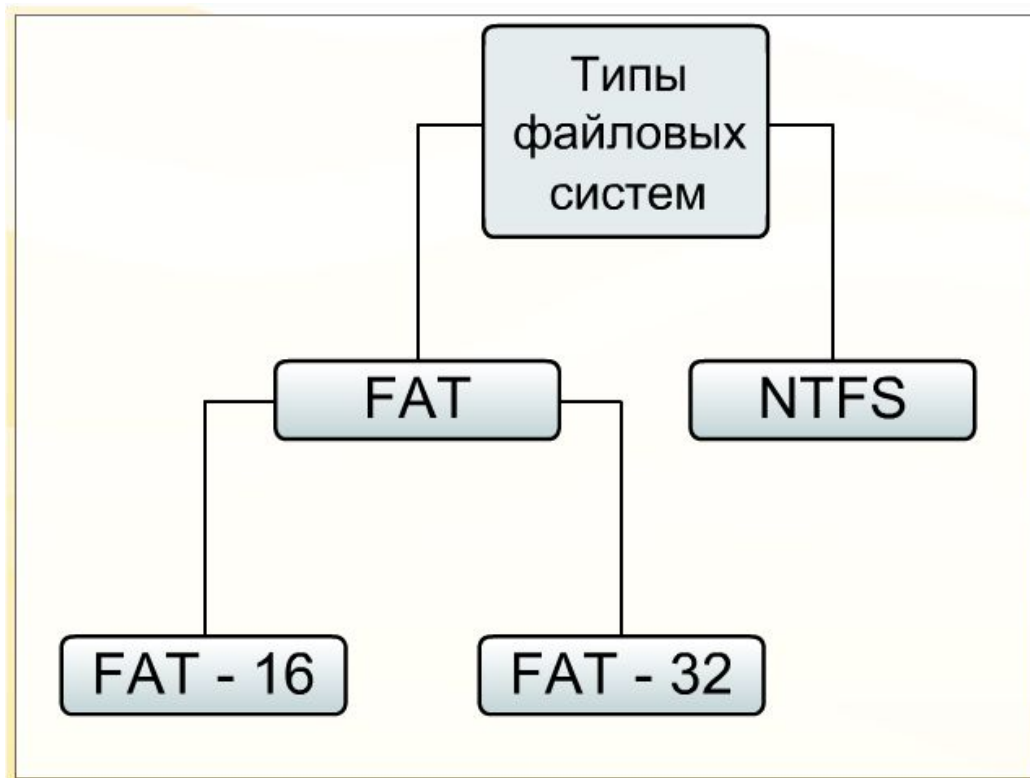 Типы
файловых
систем
FAT
NTFS
FAT - 16
FAT - 32